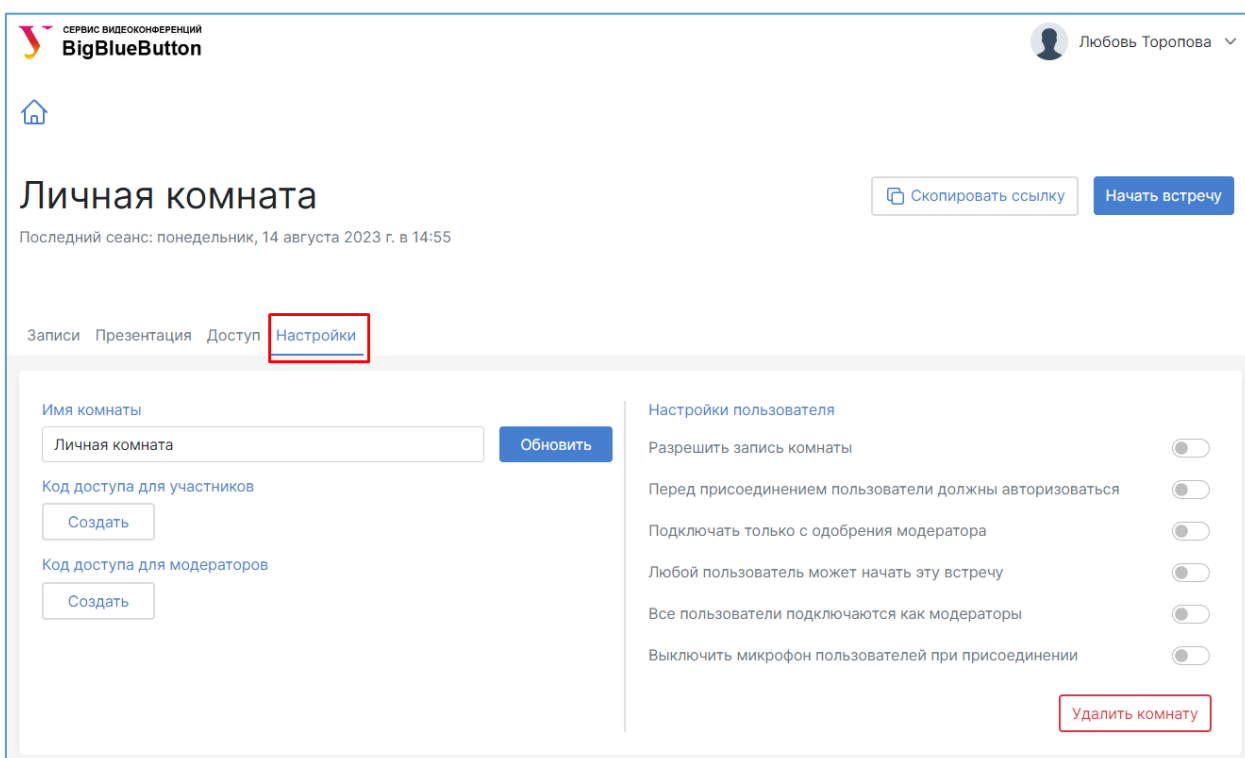 СЕРВИС ВИДЕОКОНФЕРЕНЦИЙ
BigBlueButton
Любовь Торопова
Личная комната
Скопировать ссылку
Начать встречу
Последний сеанс: понедельник, 14 августа 2023 г. в 14:55
Записи Презентация Доступ Настройки
Имя комнаты
Личная комната
Обновить
Код доступа для участников
Создать
Код доступа для модераторов
Создать
Настройки пользователя
Разрешить запись комнаты
Перед присоединением пользователи должны авторизоваться
Подключать только с одобрения модератора
Любой пользователь может начать эту встречу
Все пользователи подключаются как модераторы
Выключить микрофон пользователей при присоединении
Удалить комнату